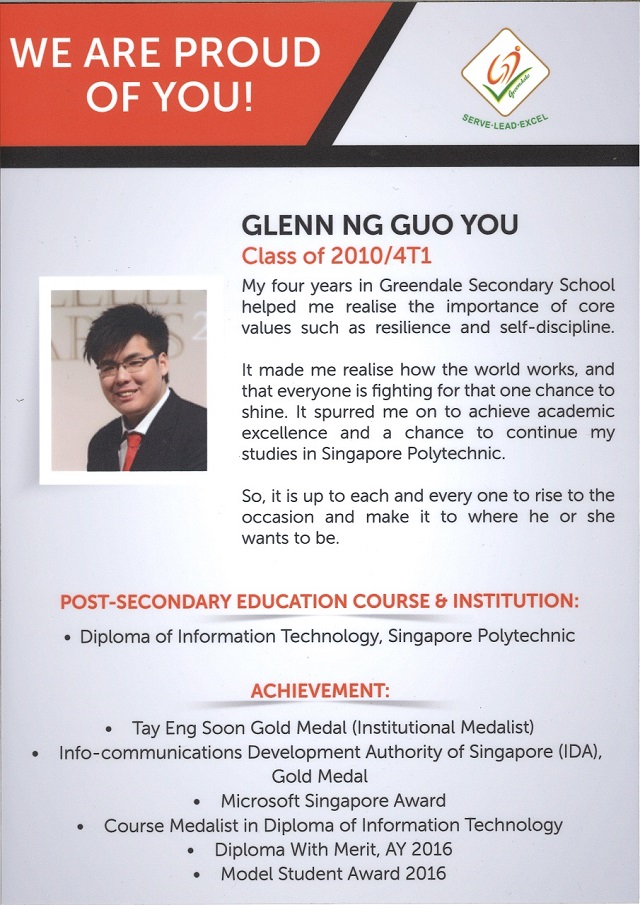 WE ARE PROUD
OF YOU!
Greendale
SERVE·LEAD·EXCEL
GLENN NG GUO YOU
Class of 2010/4T1
My four years in Greendale Secondary School
helped me realise the importance of core
values such as resilience and self-discipline.
It made me realise how the world works, and
that everyone is fighting for that one chance to
shine. It spurred me on to achieve academic
excellence and a chance to continue my
studies in Singapore Polytechnic.
So, it is up to each and every one to rise to the
occasion and make it to where he or she
wants to be.
POST-SECONDARY EDUCATION COURSE & INSTITUTION:
• Diploma of Information Technology, Singapore Polytechnic
ACHIEVEMENT:
• Tay Eng Soon Gold Medal (Institutional Medalist)
• Info-communications Development Authority of Singapore (IDA),
Gold Medal
• Microsoft Singapore Award
• Course Medalist in Diploma of Information Technology
• Diploma With Merit, AY 2016
• Model Student Award 2016